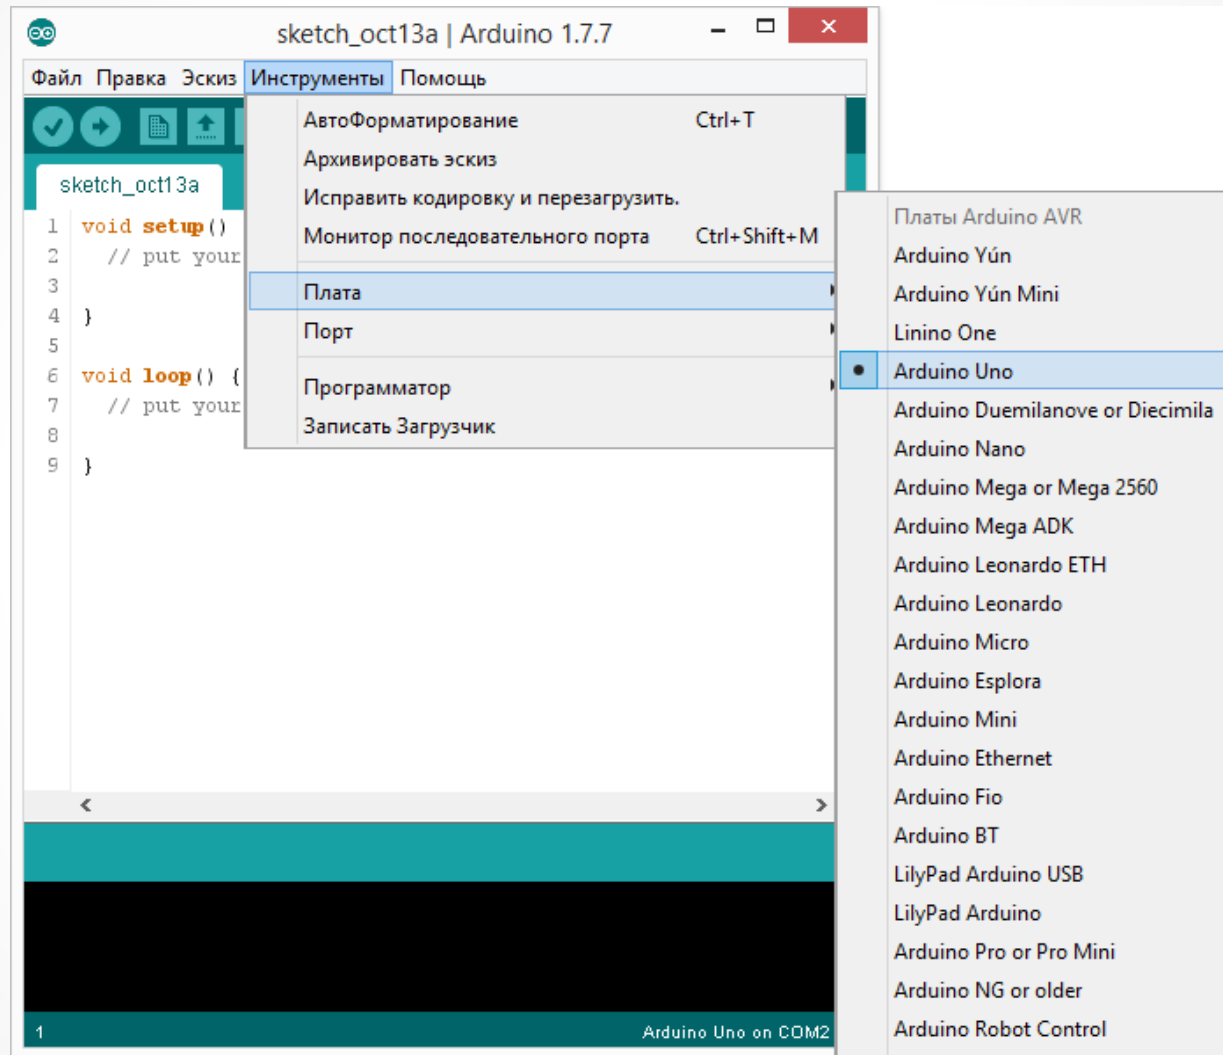 sketch_oct13a | Arduino 1.7.7
Файл Правка Эскиз Инструменты Помощь
АвтоФорматирование Ctrl+T
Архивировать эскиз
Исправить кодировку и перезагрузить.
Монитор последовательного порта Ctrl+Shift+M
Плата
Порт
Программатор
Записать Загрузчик
sketch_oct13a
1 void setup()
2 // put your
3
4 }
5
6 void loop() {
7 // put your
8
9 }
Платы Arduino AVR
Arduino Yún
Arduino Yún Mini
Linino One
Arduino Uno
Arduino Duemilanove or Diecimila
Arduino Nano
Arduino Mega or Mega 2560
Arduino Mega ADK
Arduino Leonardo ETH
Arduino Leonardo
Arduino Micro
Arduino Esplora
Arduino Mini
Arduino Ethernet
Arduino Fio
Arduino BT
LilyPad Arduino USB
LilyPad Arduino
Arduino Pro or Pro Mini
Arduino NG or older
Arduino Robot Control
1 Arduino Uno on COM2